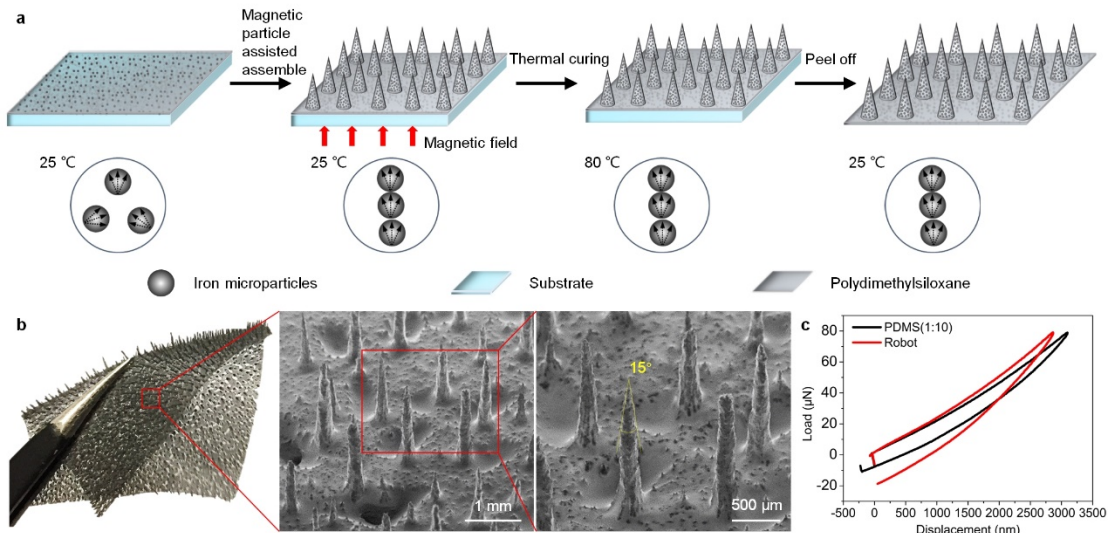 a
Magnetic
particle
assisted
assemble
Thermal curing
Peel off
Magnetic field
25 ℃
25 ℃
80 ℃
25 ℃
Iron microparticles
Substrate
Polydimethylsiloxane
b
15°
1 mm
500 µm
c
PDMS(1:10)
Robot
Load (µN)
80
60
40
20
0
-20
-500 0 500 1000 1500 2000 2500 3000 3500
Displacement (nm)